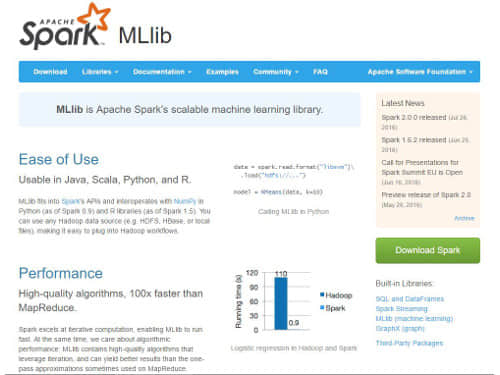 APACHE
Spark™ MLlib
Download Libraries Documentation Examples Community FAQ Apache Software Foundation
MLlib is Apache Spark's scalable machine learning library.
Ease of Use
Usable in Java, Scala, Python, and R.
MLlib fits into Spark's APIs and interoperates with NumPy in
Python (as of Spark 0.9) and R libraries (as of Spark 1.5). You
can use any Hadoop data source (e.g. HDFS, HBase, or local
files), making it easy to plug into Hadoop workflows.
data = spark.read.format("libsvm")\
.load("hdfs://...")
model = KMeans(data, k=10)
Calling MLlib in Python
Performance
High-quality algorithms, 100x faster than
MapReduce.
Spark excels at iterative computation, enabling MLlib to run
fast. At the same time, we care about algorithmic
performance: MLlib contains high-quality algorithms that
leverage iteration, and can yield better results than the one-
pass approximations sometimes used on MapReduce.
Running time (s)
120
90
60
30
0
110
0.9
Hadoop
Spark
Logistic regression in Hadoop and Spark
Latest News
Spark 2.0.0 released (Jul 26,
2016)
Spark 1.6.2 released (Jun 25,
2016)
Call for Presentations for
Spark Summit EU is Open
(Jun 16, 2016)
Preview release of Spark 2.0
(May 26, 2016)
Archive
Download Spark
Built-in Libraries:
SQL and DataFrames
Spark Streaming
MLlib (machine learning)
GraphX (graph)
Third-Party Packages